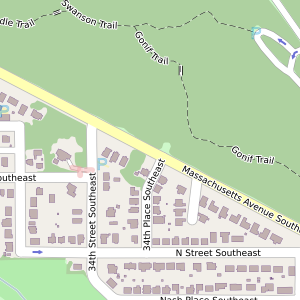 Swanson Trail
dle Trail
Gonif-Trail
Gonif-Trail
P
P
Massachusetts Avenue South
outheast
34th Street Southeast
34th Place Southeast
N Street Southeast
Nash Place Southeast